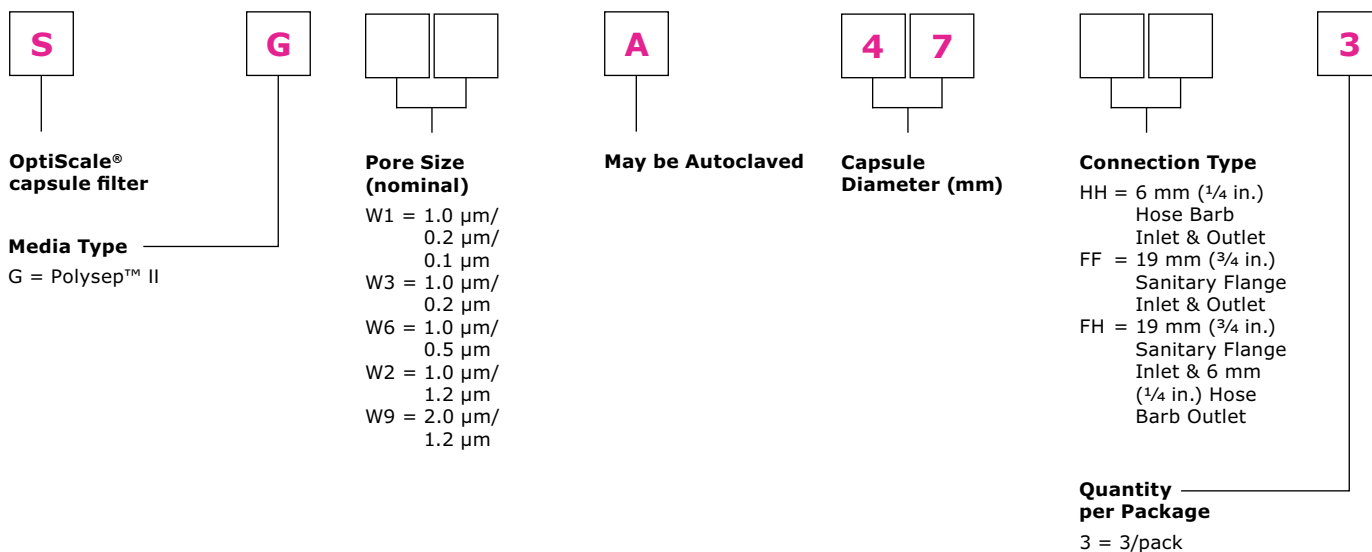 S G A 4 7 3
OptiScale®
capsule filter
Media Type
G = Polysep™ II
Pore Size
(nominal)
W1 = 1.0 µm/
0.2 µm/
0.1 µm
W3 = 1.0 µm/
0.2 µm
W6 = 1.0 µm/
0.5 µm
W2 = 1.0 µm/
1.2 µm
W9 = 2.0 µm/
1.2 µm
May be Autoclaved
Capsule
Diameter (mm)
Connection Type
HH = 6 mm (¼ in.)
Hose Barb
Inlet & Outlet
FF = 19 mm (¾ in.)
Sanitary Flange
Inlet & Outlet
FH = 19 mm (¾ in.)
Sanitary Flange
Inlet & 6 mm
(¼ in.) Hose
Barb Outlet
Quantity
per Package
3 = 3/pack